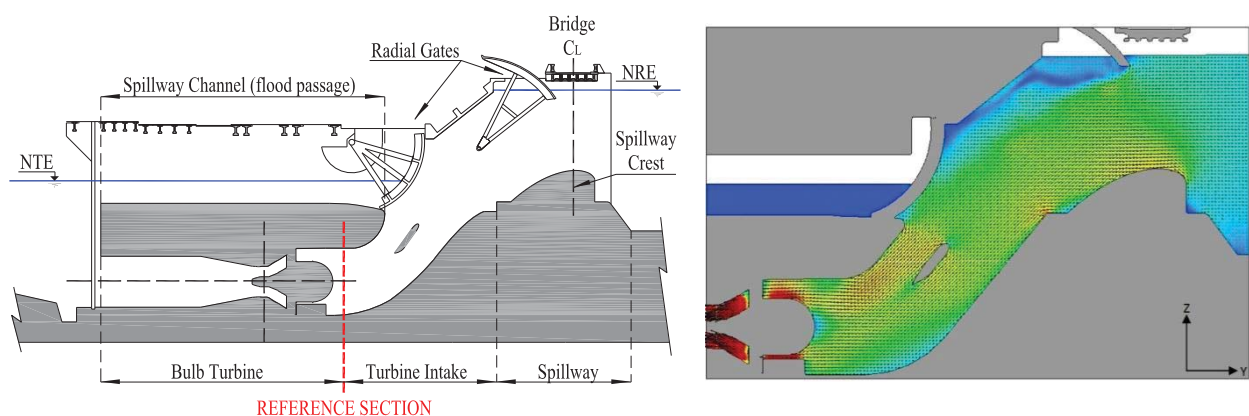 Bridge
CL
Radial Gates
NRE
Spillway Channel (flood passage)
Spillway
Crest
NTE
Bulb Turbine
Turbine Intake
Spillway
REFERENCE SECTION
Z
Y